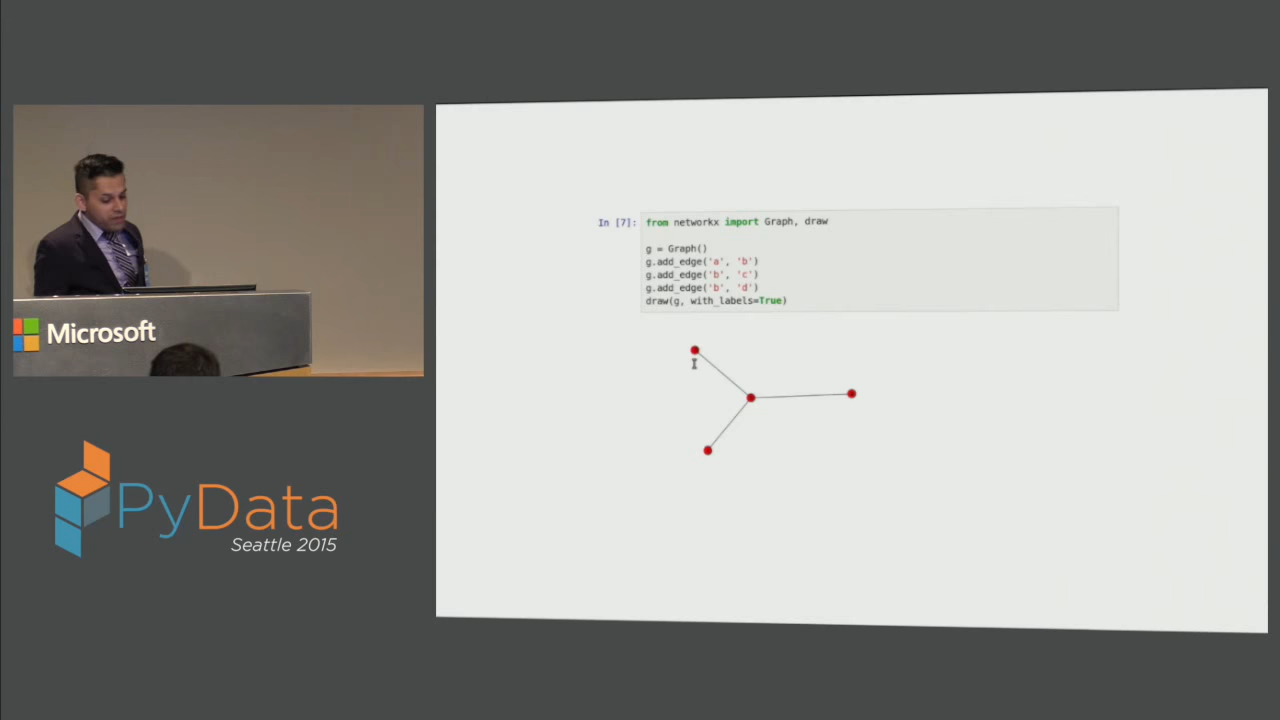 Microsoft
PyData
Seattle 2015
In [7]: from networkx import Graph, draw
g = Graph()
g.add_edge('a', 'b')
g.add_edge('b', 'c')
g.add_edge('b', 'd')
draw(g, with_labels=True)